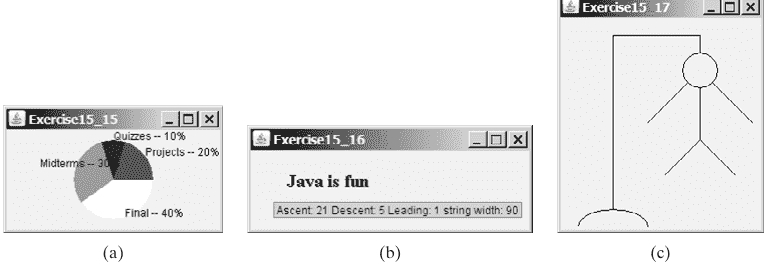 Exercise15_15
Quizzes -- 10%
Projects -- 20%
Midterms -- 30
Final -- 40%
(a)
Exercise15_16
Java is fun
Ascent: 21 Descent: 5 Leading: 1 string width: 90
(b)
Exercise15_17
(c)